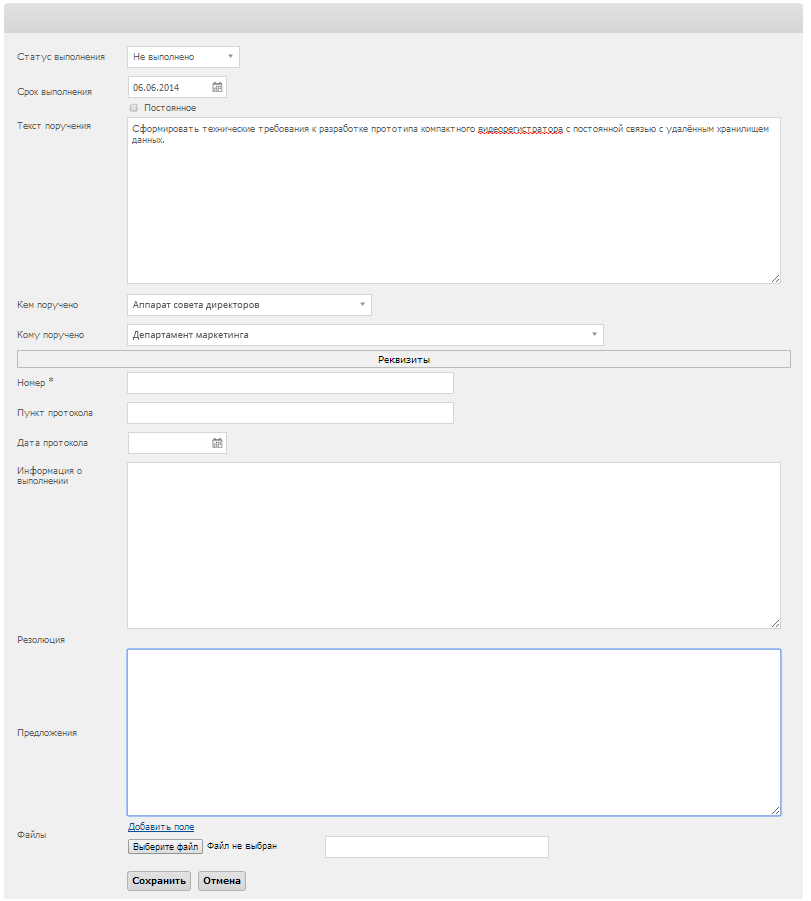 Статус выполнения
Не выполнено
Срок выполнения
06.06.2014
Постоянное
Текст поручения
Сформировать технические требования к разработке прототипа компактного видеорегистратора с постоянной связью с удалённым хранилищем
данных.
Кем поручено
Аппарат совета директоров
Кому поручено
Департамент маркетинга
Реквизиты
Номер *
Пункт протокола
Дата протокола
Информация о
выполнении
Резолюция
Предложения
Файлы
Добавить поле
Выберите файл Файл не выбран
Сохранить Отмена